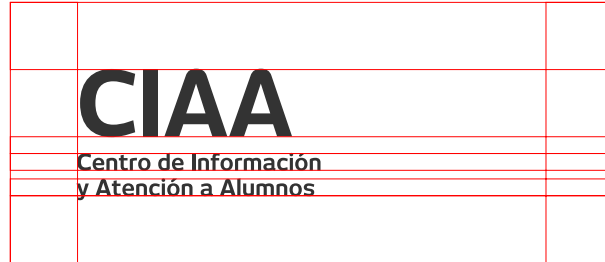 CIAA
Centro de Información
y Atención a Alumnos